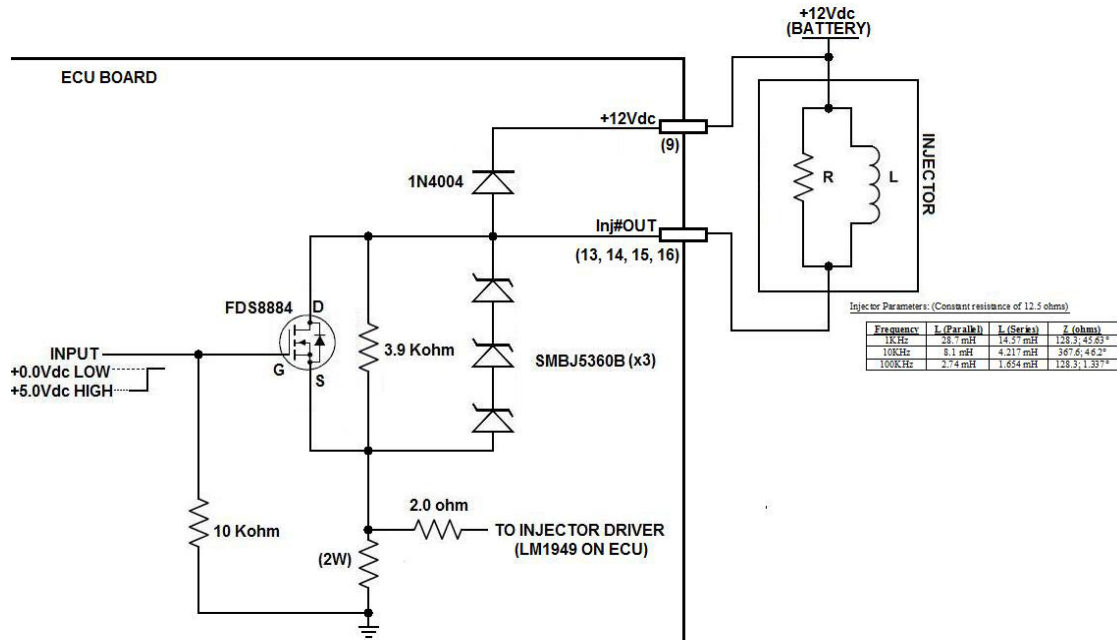 +12Vdc
(BATTERY)
ECU BOARD
+12Vdc
(9)
1N4004
R
L
INJECTOR
Inj#OUT
(13, 14, 15, 16)
FDS8884
D
G
S
3.9 Kohm
SMBJ5360B (x3)
INPUT
+0.0Vdc LOW
+5.0Vdc HIGH
10 Kohm
2.0 ohm
TO INJECTOR DRIVER
(LM1949 ON ECU)
(2W)
Injector Parameters: (Constant resistance of 12.5 ohms)
Frequency L (Parallel) L (Series) Z (ohms)
1KHz 28.7 mH 14.57 mH 128.3; 45.63°
10KHz 8.1 mH 4.217 mH 367.6; 46.2°
100KHz 2.74 mH 1.654 mH 128.3; 1.337°